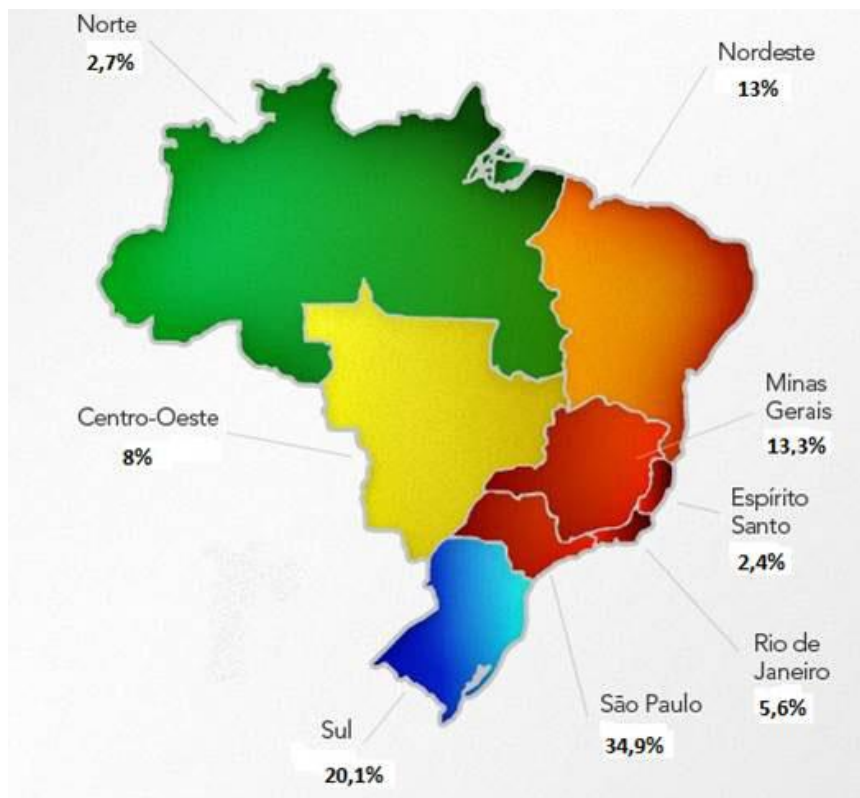 Norte
2,7%
Nordeste
13%
Minas
Gerais
13,3%
Centro-Oeste
8%
Espírito
Santo
2,4%
Rio de
Janeiro
5,6%
São Paulo
34,9%
Sul
20,1%